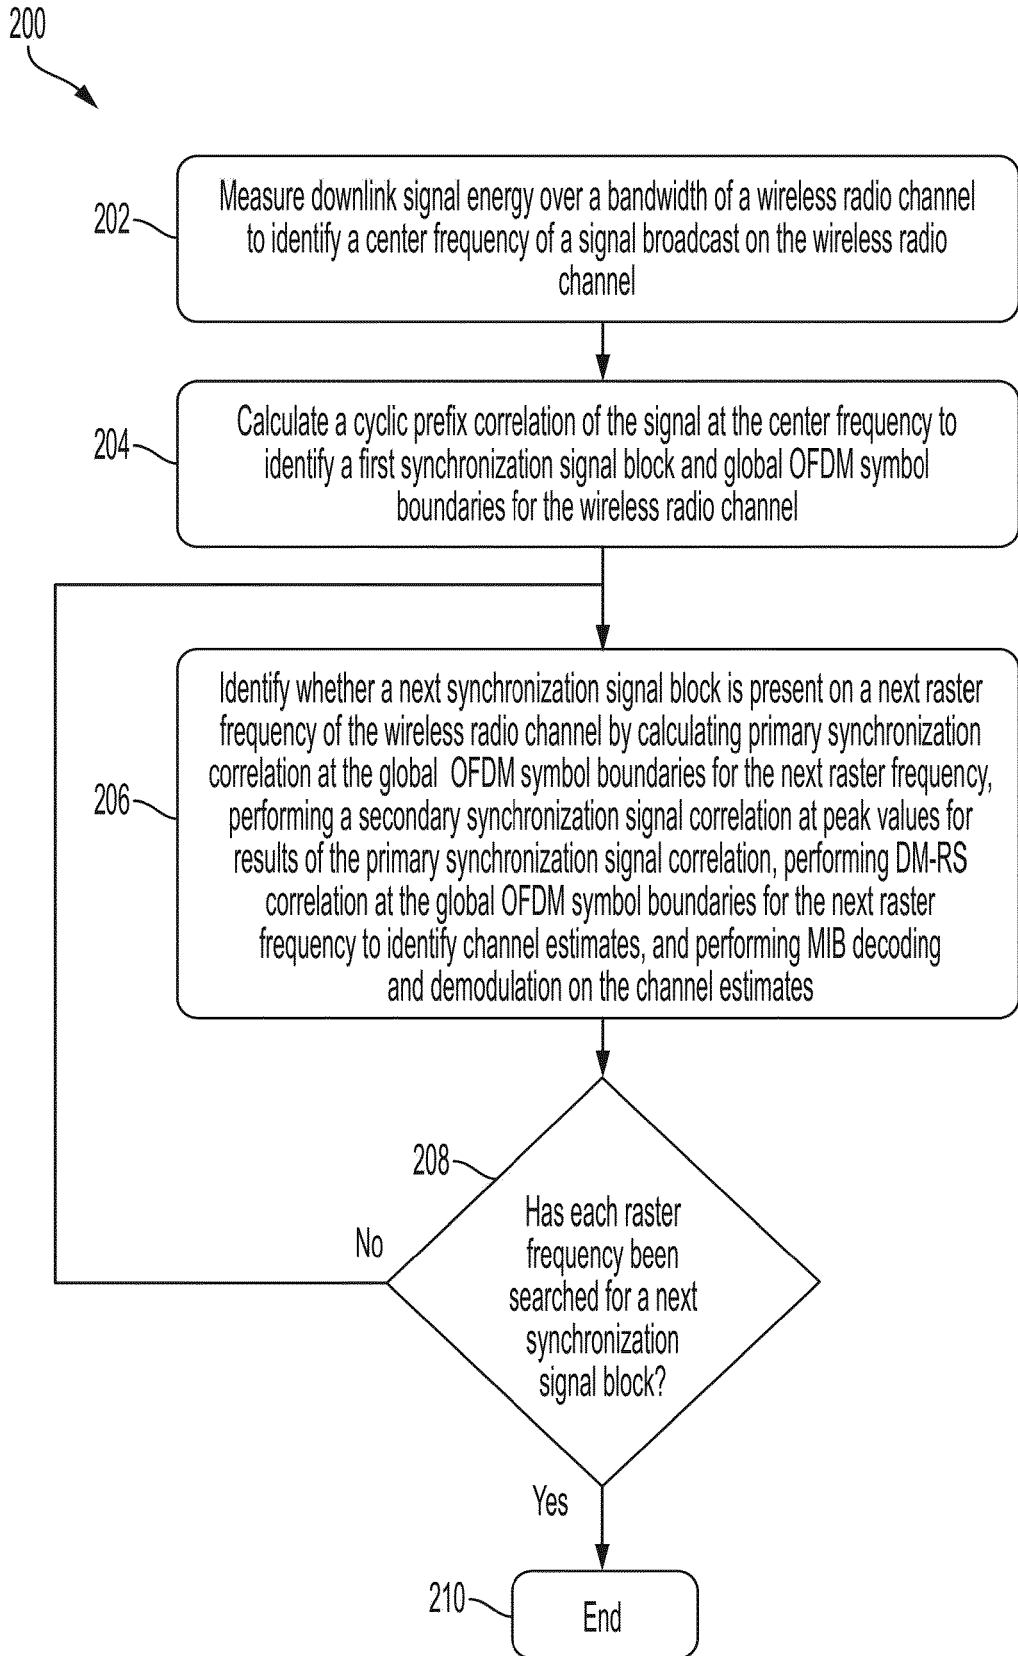 200
202
Measure downlink signal energy over a bandwidth of a wireless radio channel
to identify a center frequency of a signal broadcast on the wireless radio
channel
204
Calculate a cyclic prefix correlation of the signal at the center frequency to
identify a first synchronization signal block and global OFDM symbol
boundaries for the wireless radio channel
206
Identify whether a next synchronization signal block is present on a next raster
frequency of the wireless radio channel by calculating primary synchronization
correlation at the global OFDM symbol boundaries for the next raster frequency,
performing a secondary synchronization signal correlation at peak values for
results of the primary synchronization signal correlation, performing DM-RS
correlation at the global OFDM symbol boundaries for the next raster
frequency to identify channel estimates, and performing MIB decoding
and demodulation on the channel estimates
208
No
Has each raster
frequency been
searched for a next
synchronization
signal block?
Yes
210
End